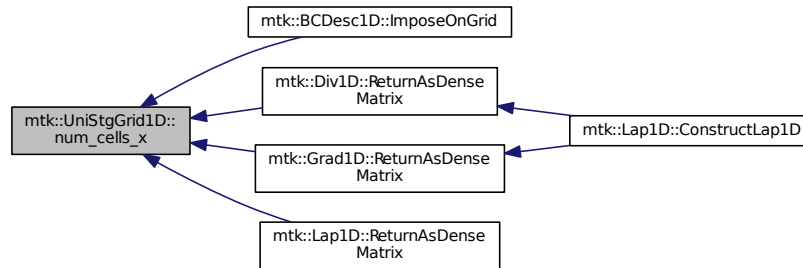 mtk::BCDesc1D::ImposeOnGrid
mtk::Div1D::ReturnAsDense
Matrix
mtk::UniStgGrid1D::
num_cells_x
mtk::Lap1D::ConstructLap1D
mtk::Grad1D::ReturnAsDense
Matrix
mtk::Lap1D::ReturnAsDense
Matrix